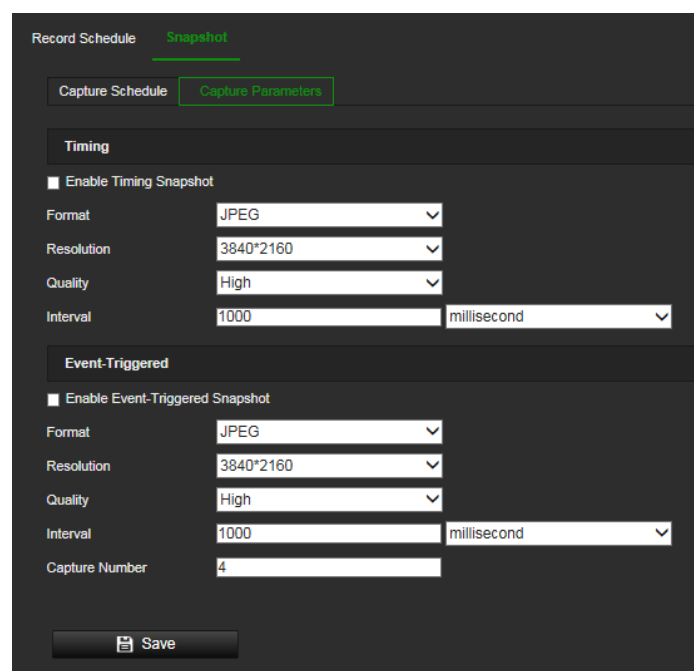 Record Schedule Snapshot
Capture Schedule Capture Parameters
Timing
Enable Timing Snapshot
Format JPEG
Resolution 3840*2160
Quality High
Interval 1000 millisecond
Event-Triggered
Enable Event-Triggered Snapshot
Format JPEG
Resolution 3840*2160
Quality High
Interval 1000 millisecond
Capture Number 4
Save